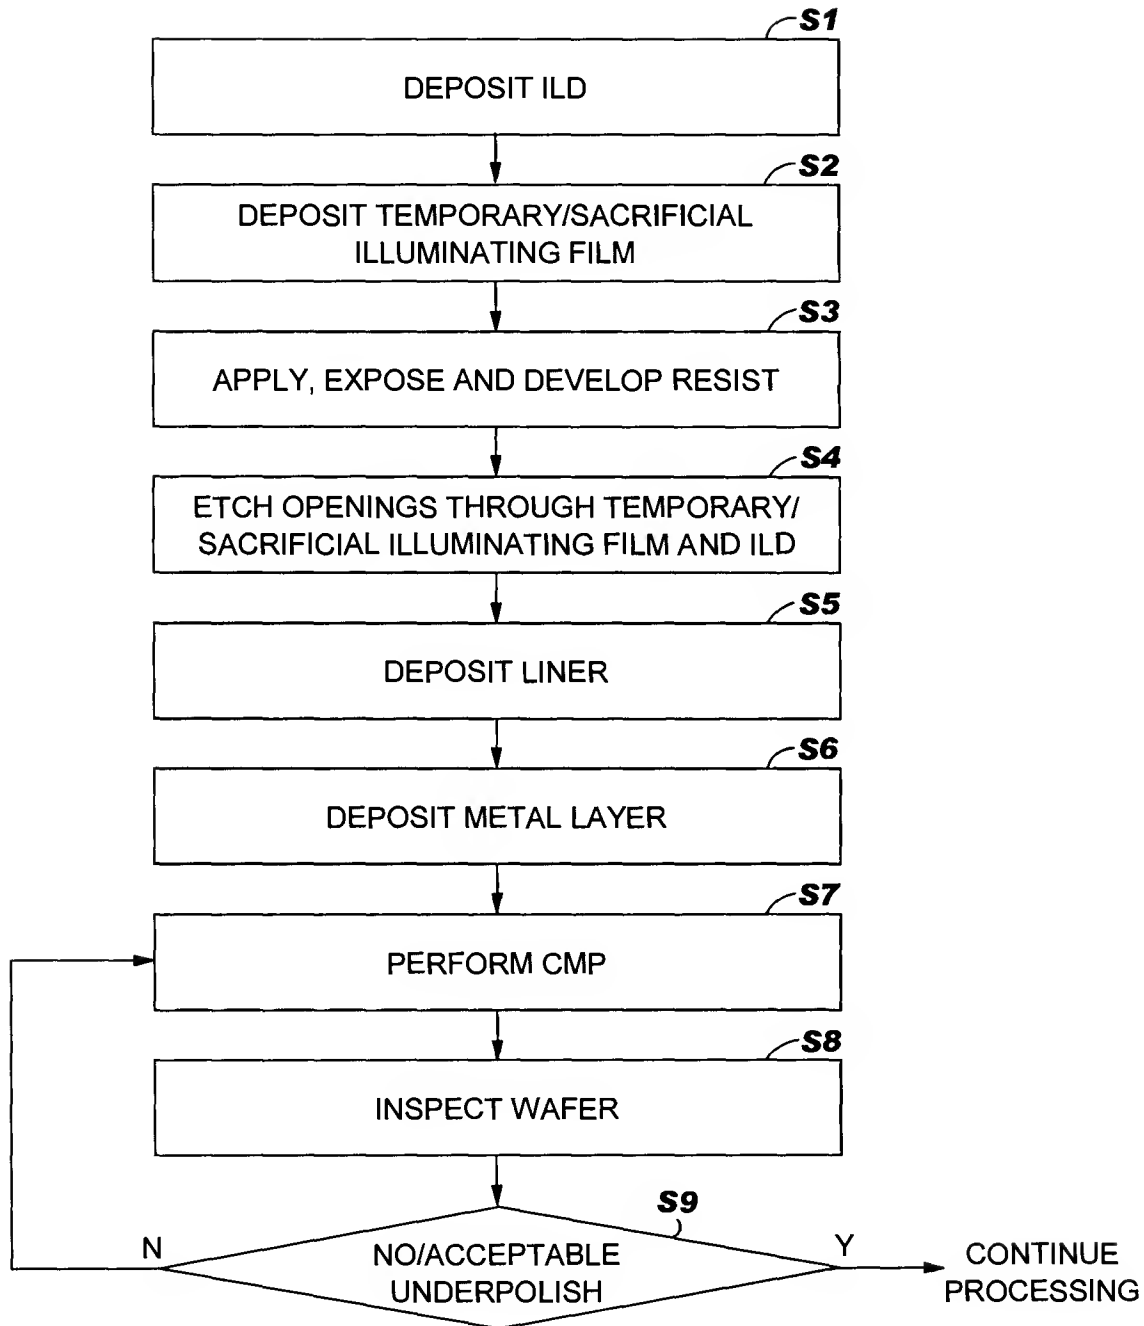 S1
DEPOSIT ILD
S2
DEPOSIT TEMPORARY/SACRIFICIAL
ILLUMINATING FILM
S3
APPLY, EXPOSE AND DEVELOP RESIST
S4
ETCH OPENINGS THROUGH TEMPORARY/
SACRIFICIAL ILLUMINATING FILM AND ILD
S5
DEPOSIT LINER
S6
DEPOSIT METAL LAYER
S7
PERFORM CMP
S8
INSPECT WAFER
S9
N
NO/ACCEPTABLE
UNDERPOLISH
Y
CONTINUE
PROCESSING